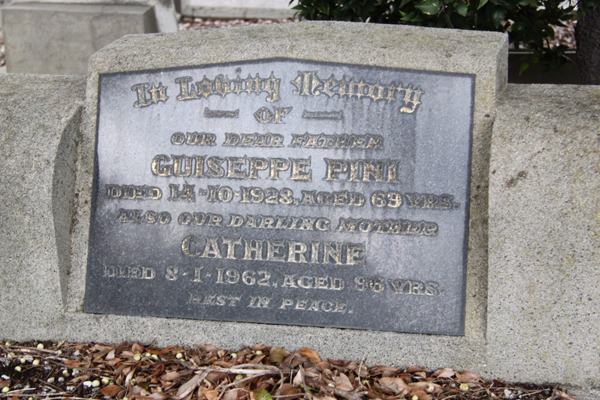 In Loving Memory
— OF —
OUR DEAR FATHER
GUISEPPE PINI
DIED 14-10-1928, AGED 69 YRS.
ALSO OUR DARLING MOTHER
CATHERINE
DIED 8-1-1962, AGED YRS.
REST IN PEACE.